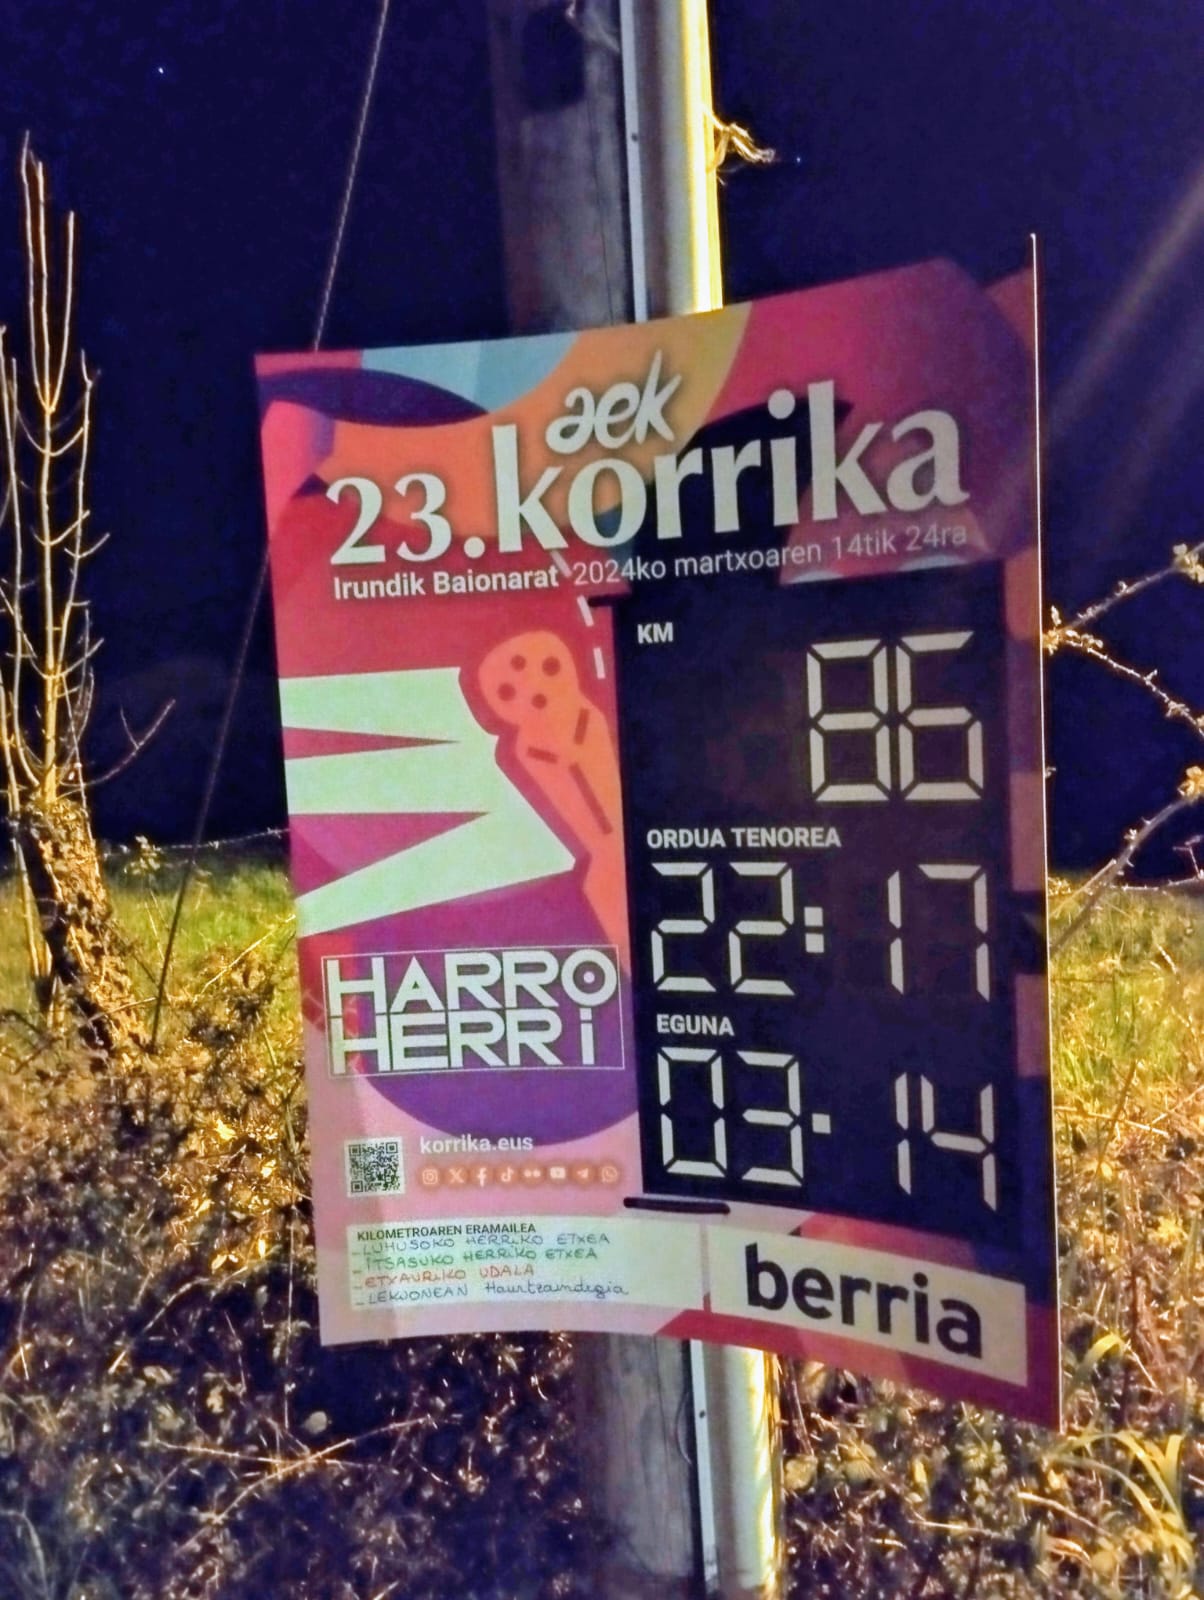 aek
23.korrika
Irundik Baionarat 2024ko martxoaren 14tik 24ra
KM
86
ORDUA TENOREA
22:17
EGUNA
03.14
HARRO
HERRi
korrika.eus
KILOMETROAREN ERAMAILEA
- LUHUSOKO HERRIKO ETXEA
- ITSASUKO HERRIKO ETXEA
- ETXAURIKO UDALA
- LEKUONEAN Haurtzaindegia
berria